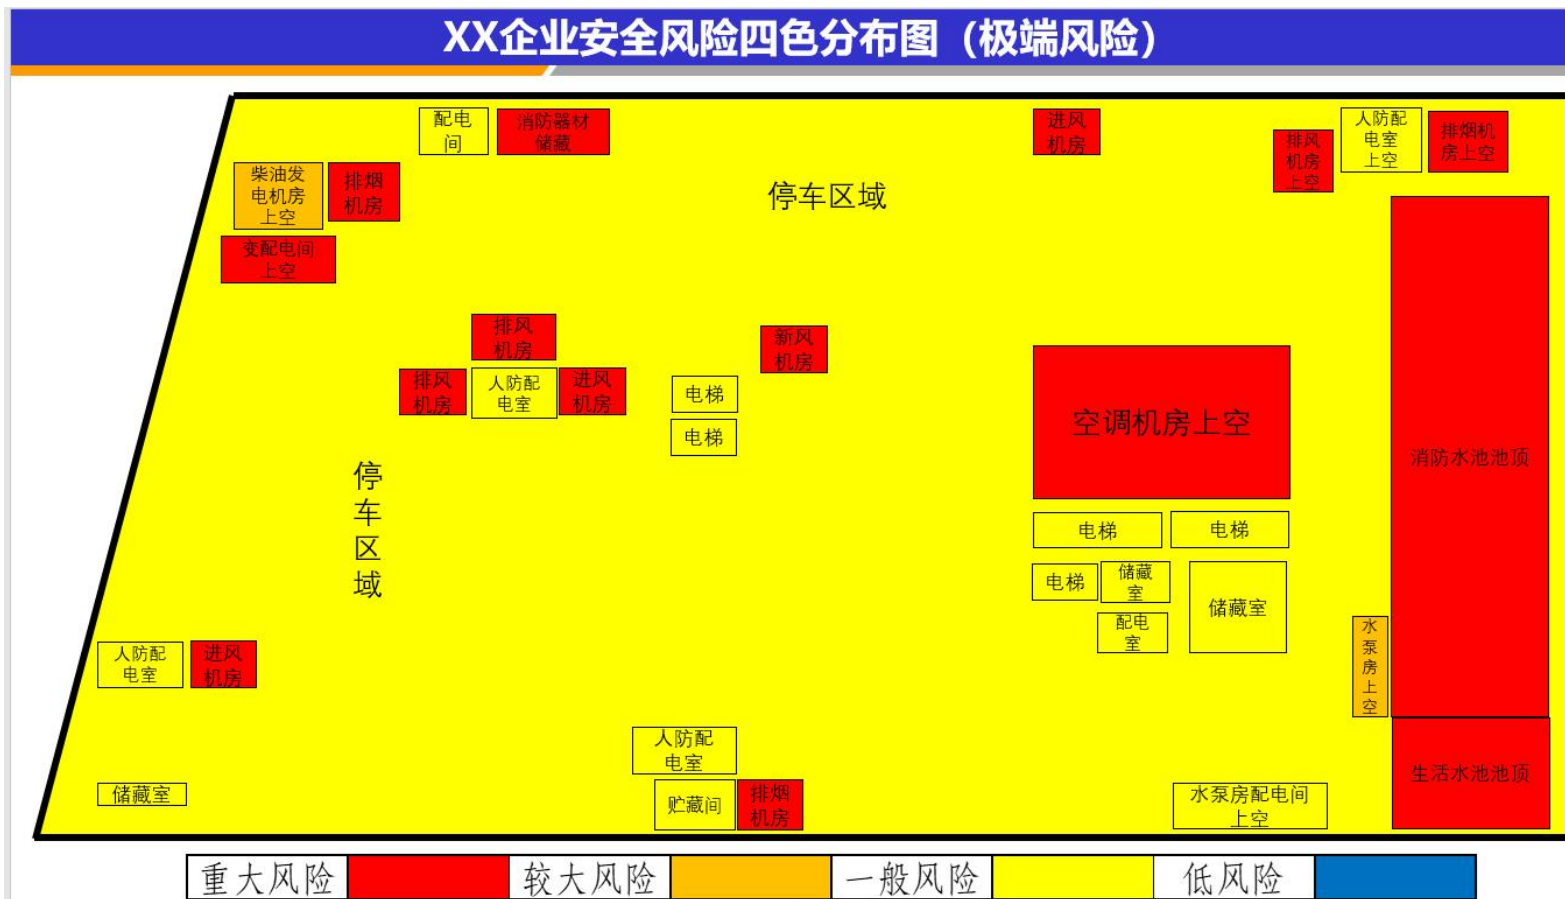 XX企业安全风险四色分布图（极端风险）
配电
间
消防器材
储藏
进风
机房
排风
机房
上空
人防配
电室
上空
排烟机
房上空
柴油发
电机房
上空
排烟
机房
停车区域
变配电间
上空
排风
机房
新风
机房
排风
机房
人防配
电室
进风
机房
电梯
电梯
空调机房上空
消防水池池顶
停
车
区
域
电梯
电梯
电梯
储藏
室
储藏室
配电
室
水
泵
房
上
空
人防配
电室
进风
机房
人防配
电室
储藏室
贮藏间
排烟
机房
水泵房配电间
上空
生活水池池顶
重大风险
较大风险
一般风险
低风险